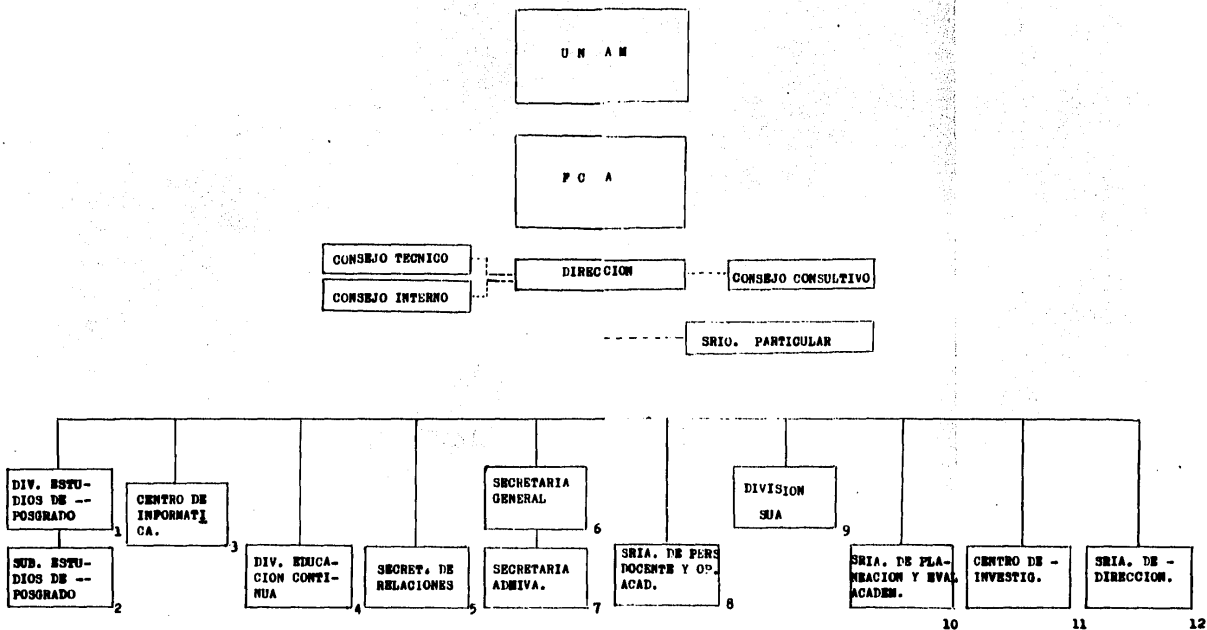 U N A M
F C A
CONSEJO TECNICO
DIRECCION
CONSEJO CONSULTIVO
CONSEJO INTERNO
SRIO. PARTICULAR
DIV. ESTU-
DIOS DE --
POSGRADO
1
SUB. ESTU-
DIOS DE --
POSGRADO
2
CENTRO DE
INFORMATI
CA.
3
DIV. EDUCA-
CION CONTI-
NUA
4
SECRET. DE
RELACIONES
5
SECRETARIA
GENERAL
6
SECRETARIA
ADMIVA.
7
SRIA. DE PERS
DOCENTE Y OP.
ACAD.
8
DIVISION
SUA
9
SRIA. DE PLA-
NEACION Y EVAL
ACADEM.
10
CENTRO DE -
INVESTIG.
11
SRIA. DE -
DIRECCION.
12